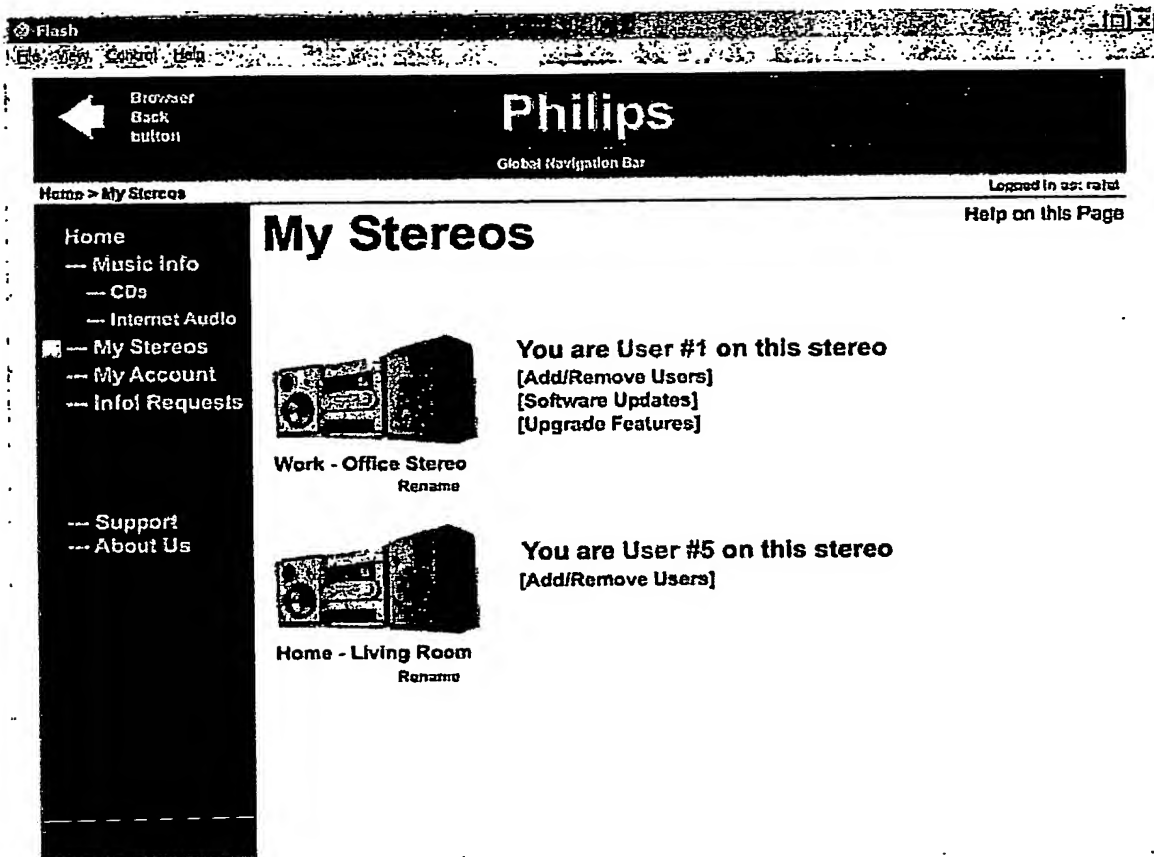 Flash
File View Control Help
Browser
Back
button
Philips
Global Navigation Bar
Home > My Stereos
Logged in as:
Help on this Page
Home
--- Music Info
--- CDs
--- Internet Audio
--- My Stereos
--- My Account
--- Info! Requests
--- Support
--- About Us
My Stereos
You are User #1 on this stereo
[Add/Remove Users]
[Software Updates]
[Upgrade Features]
Work - Office Stereo
Rename
You are User #5 on this stereo
[Add/Remove Users]
Home - Living Room
Rename